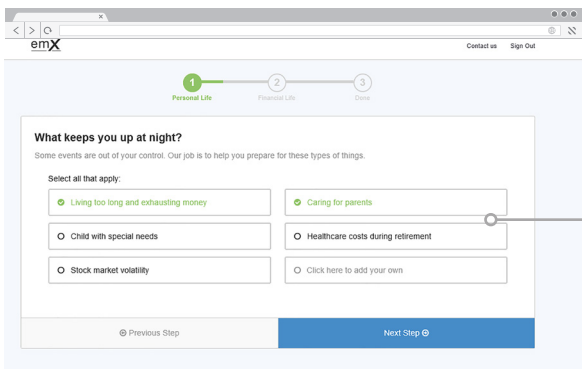 emX
Contact us Sign Out
1 2 3
Personal Life Financial Life Done
What keeps you up at night?
Some events are out of your control. Our job is to help you prepare for these types of things.
Select all that apply:
Living too long and exhausting money
Caring for parents
Child with special needs
Healthcare costs during retirement
Stock market volatility
Click here to add your own
Previous Step
Next Step